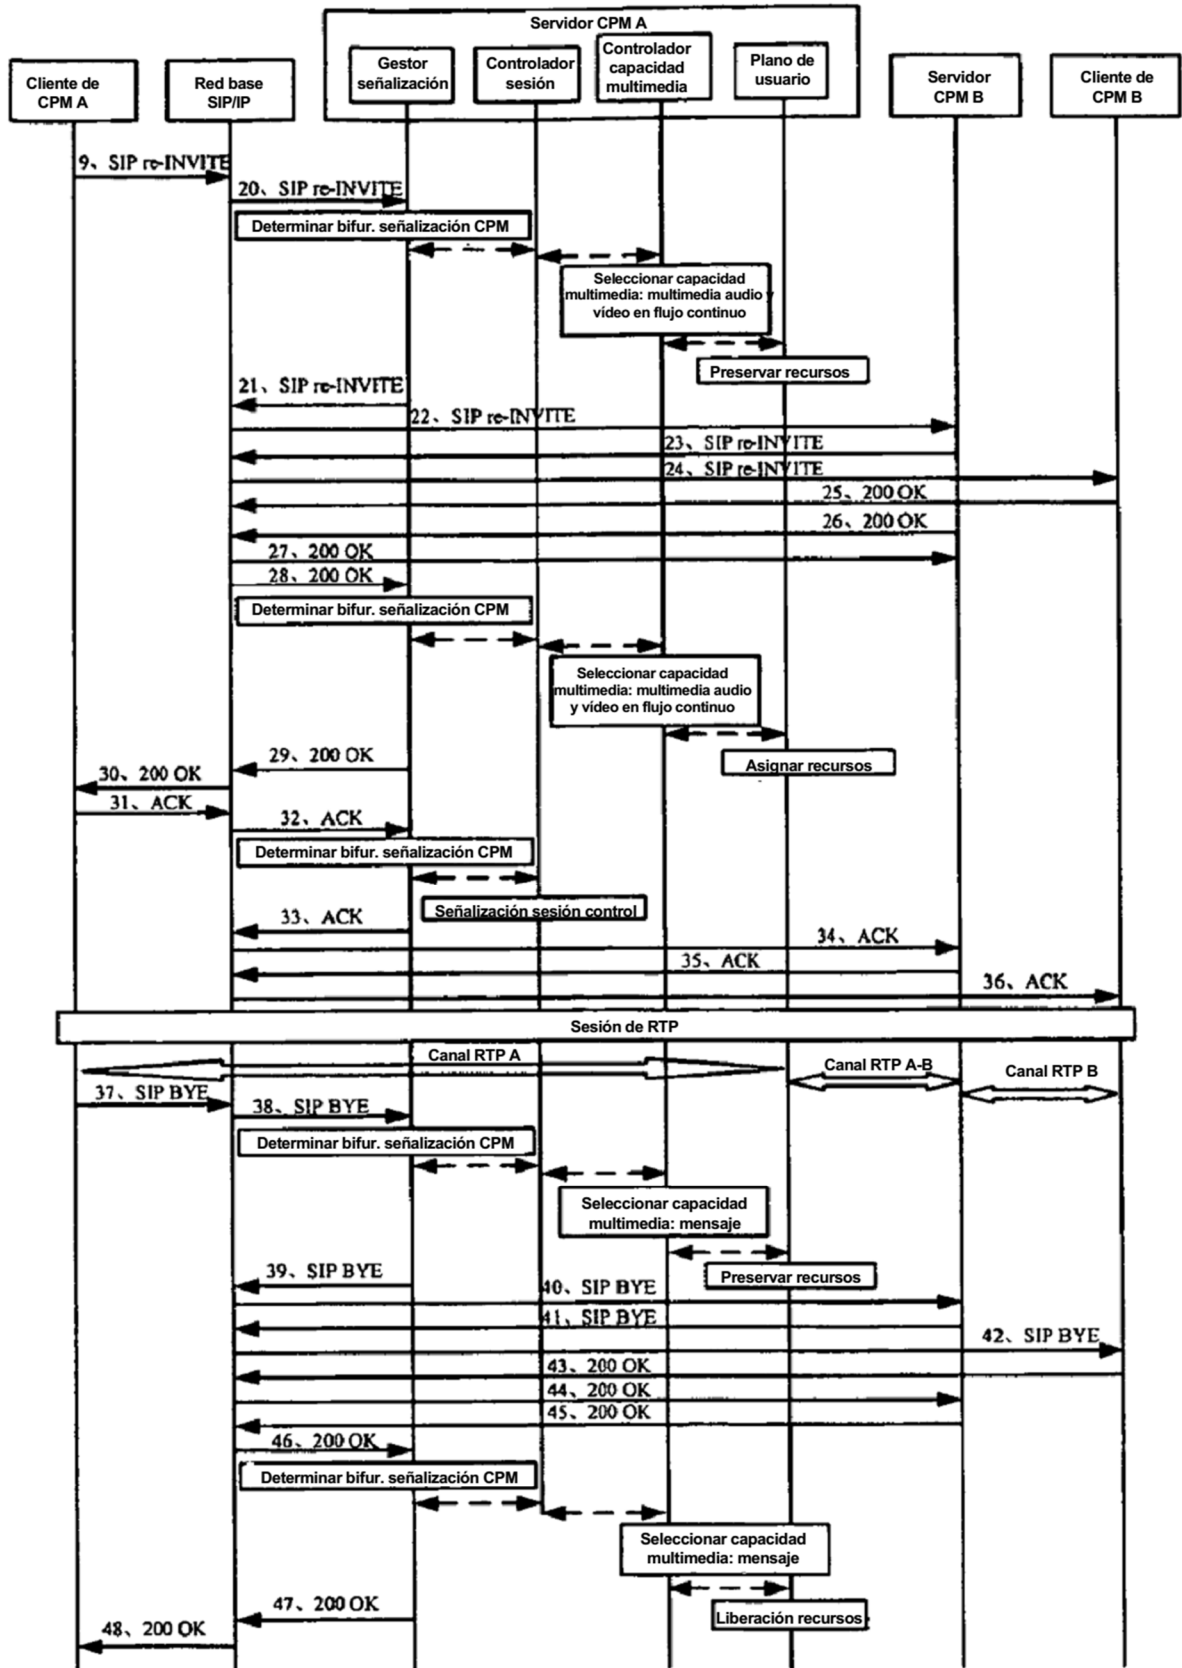 Servidor CPM A
Cliente de
CPM A
Red base
SIP/IP
Gestor
señalización
Controlador
sesión
Controlador
capacidad
multimedia
Plano de
usuario
Servidor
CPM B
Cliente de
CPM B
9、SIP re-INVITE
20、SIP re-INVITE
Determinar bifur. señalización CPM
Seleccionar capacidad
multimedia: multimedia audio y
vídeo en flujo continuo
Preservar recursos
21、SIP re-INVITE
22、SIP re-INVITE
23、SIP re-INVITE
24、SIP re-INVITE
25、200 OK
26、200 OK
27、200 OK
28、200 OK
Determinar bifur. señalización CPM
Seleccionar capacidad
multimedia: multimedia audio
y vídeo en flujo continuo
Asignar recursos
29、200 OK
30、200 OK
31、ACK
32、ACK
Determinar bifur. señalización CPM
Señalización sesión control
33、ACK
34、ACK
35、ACK
36、ACK
Sesión de RTP
Canal RTP A
Canal RTP A-B
Canal RTP B
37、SIP BYE
38、SIP BYE
Determinar bifur. señalización CPM
Seleccionar capacidad
multimedia: mensaje
Preservar recursos
39、SIP BYE
40、SIP BYE
41、SIP BYE
42、SIP BYE
43、200 OK
44、200 OK
45、200 OK
46、200 OK
Determinar bifur. señalización CPM
Seleccionar capacidad
multimedia: mensaje
Liberación recursos
47、200 OK
48、200 OK